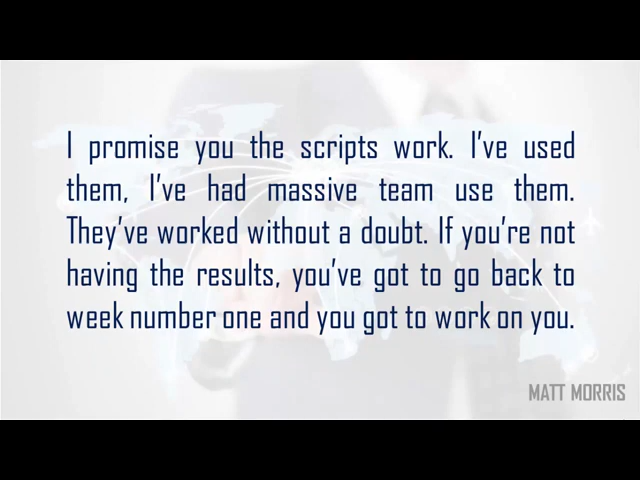 I promise you the scripts work. I've used
them, I've had massive team use them.
They've worked without a doubt. If you're not
having the results, you've got to go back to
week number one and you got to work on you.
MATT MORRIS